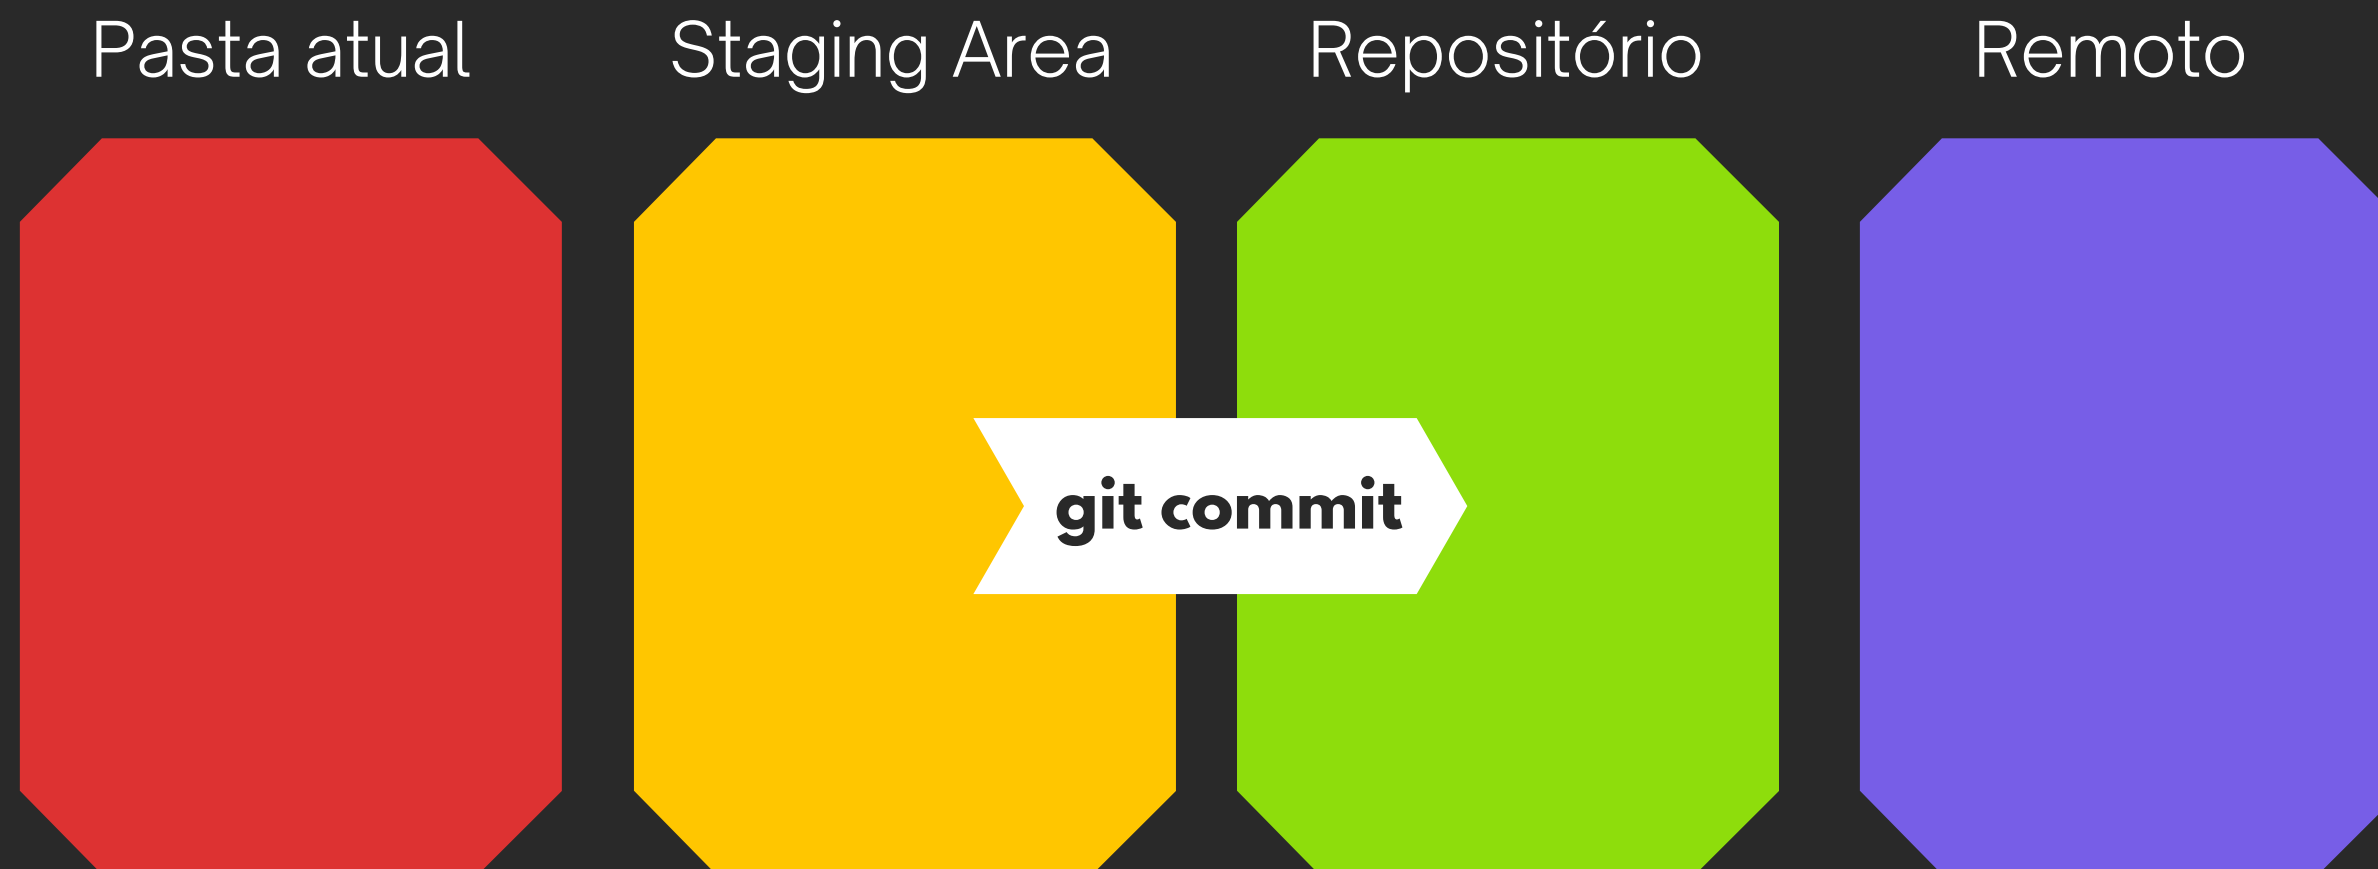 Pasta atual
Staging Area
Repositório
Remoto
git commit